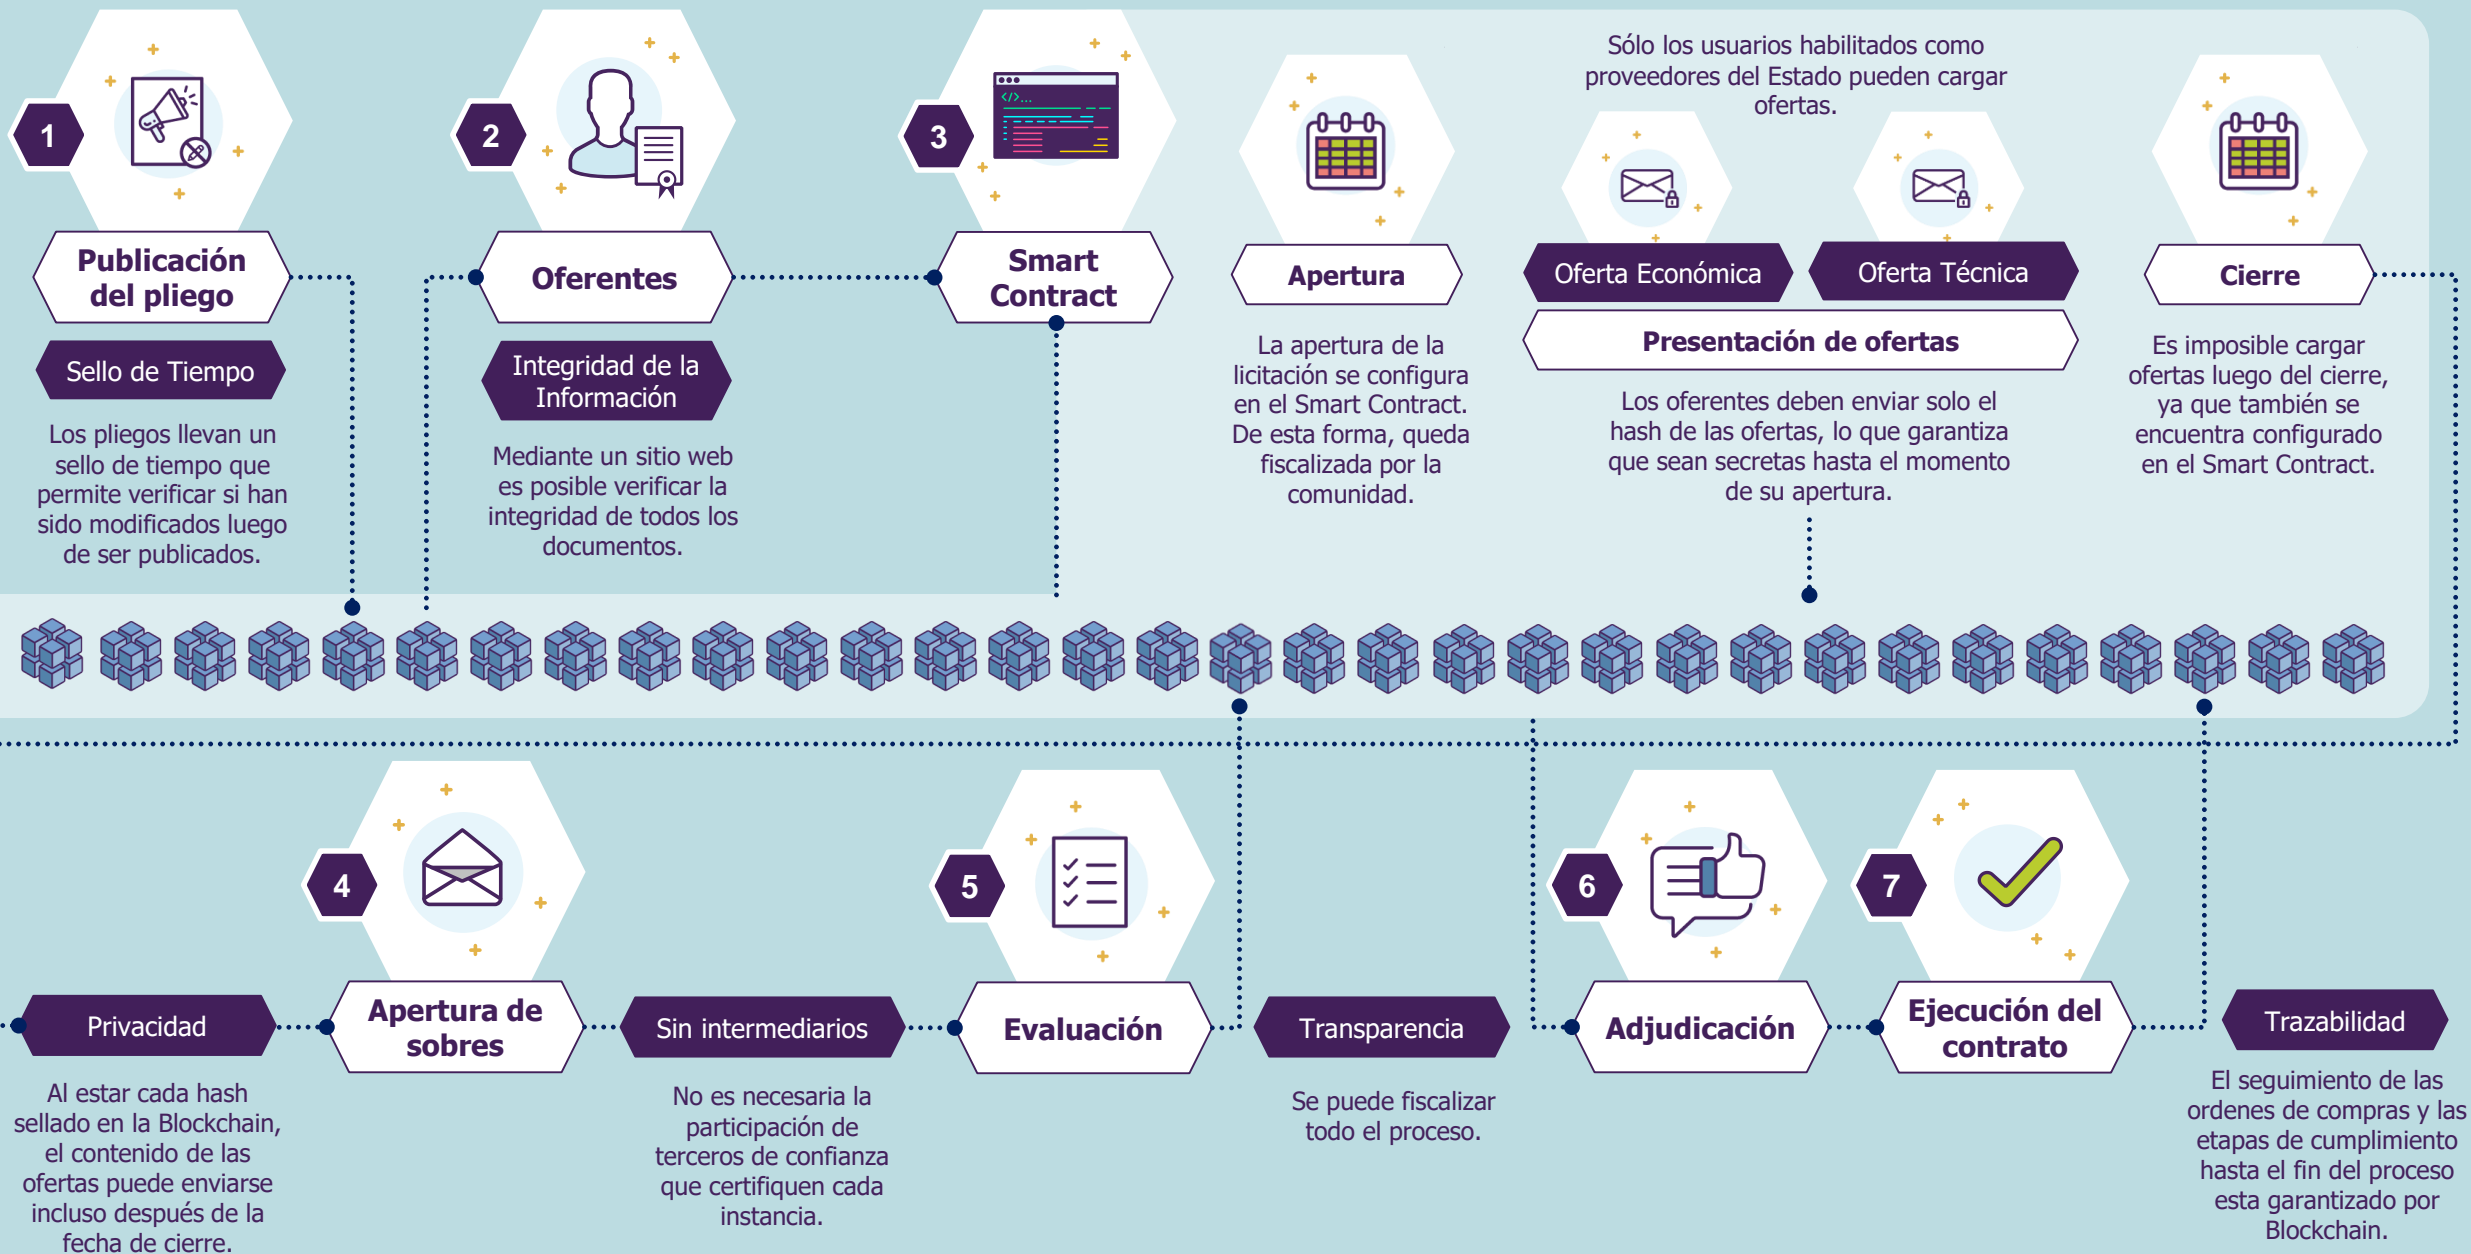 1
Publicación
del pliego
Sello de Tiempo
Los pliegos llevan un
sello de tiempo que
permite verificar si han
sido modificados luego
de ser publicados.
2
Oferentes
Integridad de la
Información
Mediante un sitio web
es posible verificar la
integridad de todos los
documentos.
3
</>...
Smart
Contract
Apertura
La apertura de la
licitación se configura
en el Smart Contract.
De esta forma, queda
fiscalizada por la
comunidad.
Sólo los usuarios habilitados como
proveedores del Estado pueden cargar
ofertas.
Oferta Económica
Oferta Técnica
Presentación de ofertas
Los oferentes deben enviar solo el
hash de las ofertas, lo que garantiza
que sean secretas hasta el momento
de su apertura.
Cierre
Es imposible cargar
ofertas luego del cierre,
ya que también se
encuentra configurado
en el Smart Contract.
Privacidad
Al estar cada hash
sellado en la Blockchain,
el contenido de las
ofertas puede enviarse
incluso después de la
fecha de cierre.
4
Apertura de
sobres
Sin intermediarios
No es necesaria la
participación de
terceros de confianza
que certifiquen cada
instancia.
5
Evaluación
Transparencia
Se puede fiscalizar
todo el proceso.
6
Adjudicación
7
Ejecución del
contrato
Trazabilidad
El seguimiento de las
ordenes de compras y las
etapas de cumplimiento
hasta el fin del proceso
esta garantizado por
Blockchain.